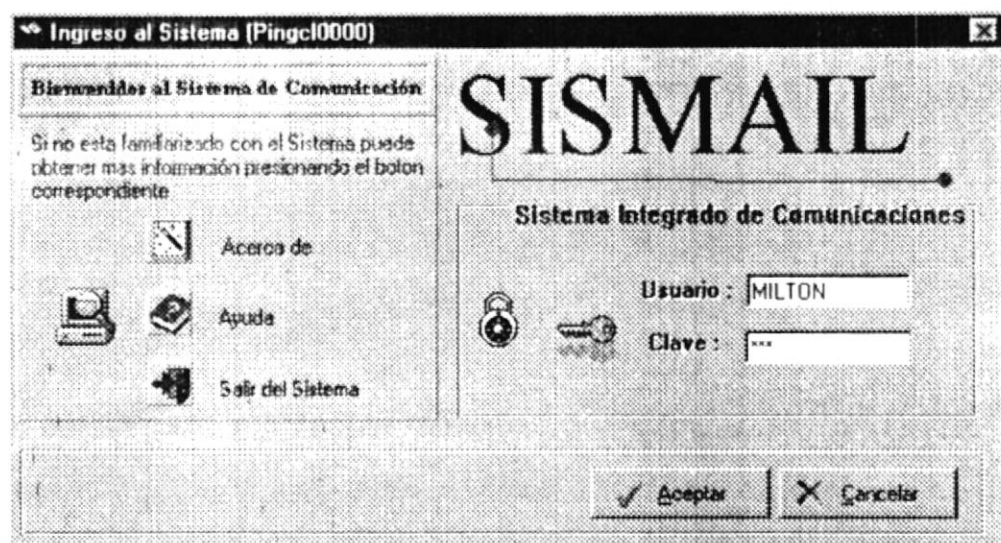 Ingreso al Sistema (Pingcl0000)
Bienvenidos al Sistema de Comunicación
Si no esta familiarizado con el Sistema puede
obtener mas información presionando el boton
correspondiente
Acerca de
Ayuda
Salir del Sistema
SISMAIL
Sistema Integrado de Comunicaciones
Usuario : MILTON
Clave : ***
Aceptar
Cancelar